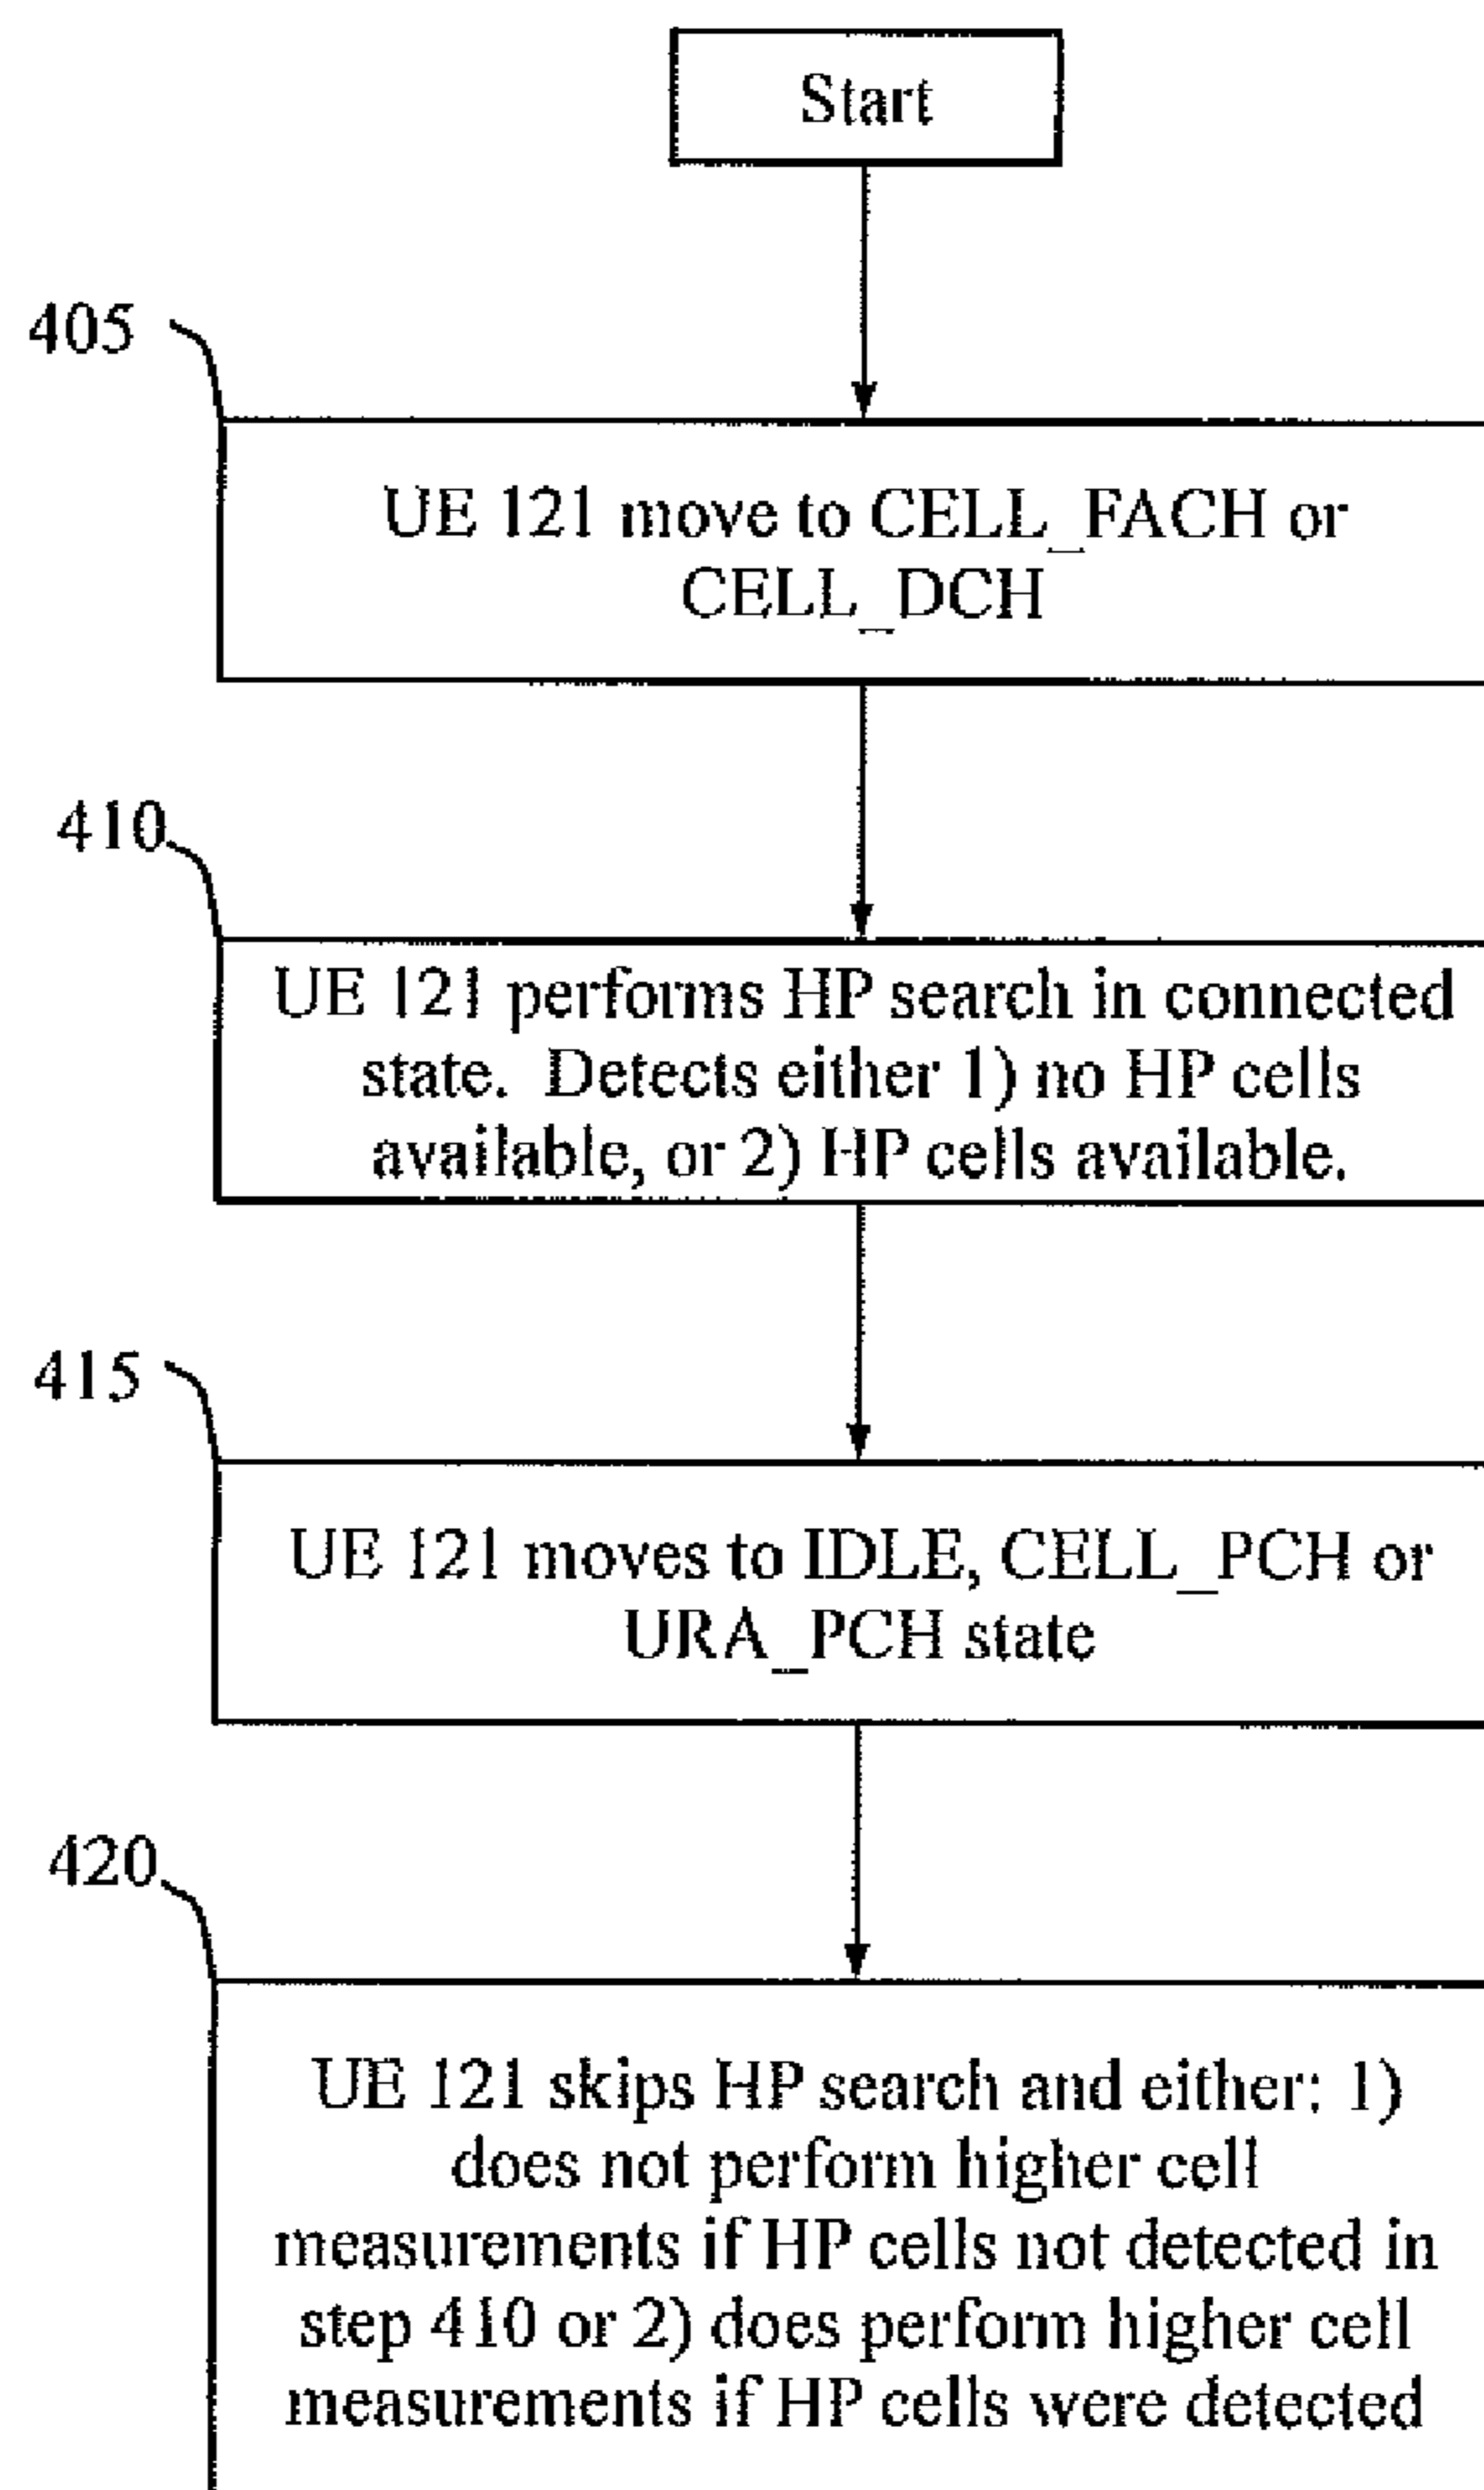 Start
405
UE 121 move to CELL_FACH or
CELL_DCH
410
UE 121 performs HP search in connected
state. Detects either 1) no HP cells
available, or 2) HP cells available.
415
UE 121 moves to IDLE, CELL_PCH or
URA_PCH state
420
UE 121 skips HP search and either: 1)
does not perform higher cell
measurements if HP cells not detected in
step 410 or 2) does perform higher cell
measurements if HP cells were detected